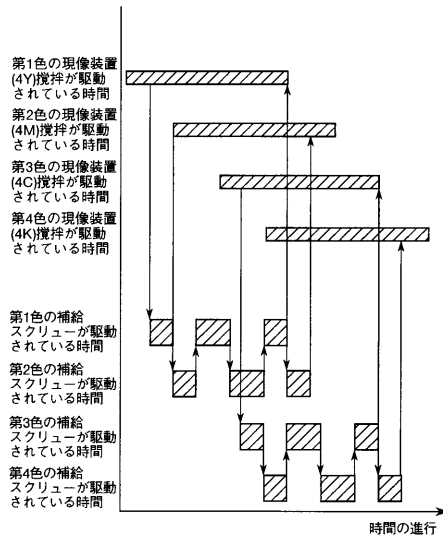 第1色の現像装置
(4Y)撹拌が駆動
されている時間
第2色の現像装置
(4M)撹拌が駆動
されている時間
第3色の現像装置
(4C)撹拌が駆動
されている時間
第4色の現像装置
(4K)撹拌が駆動
されている時間
第1色の補給
スクリューが駆動
されている時間
第2色の補給
スクリューが駆動
されている時間
第3色の補給
スクリューが駆動
されている時間
第4色の補給
スクリューが駆動
されている時間
時間の進行